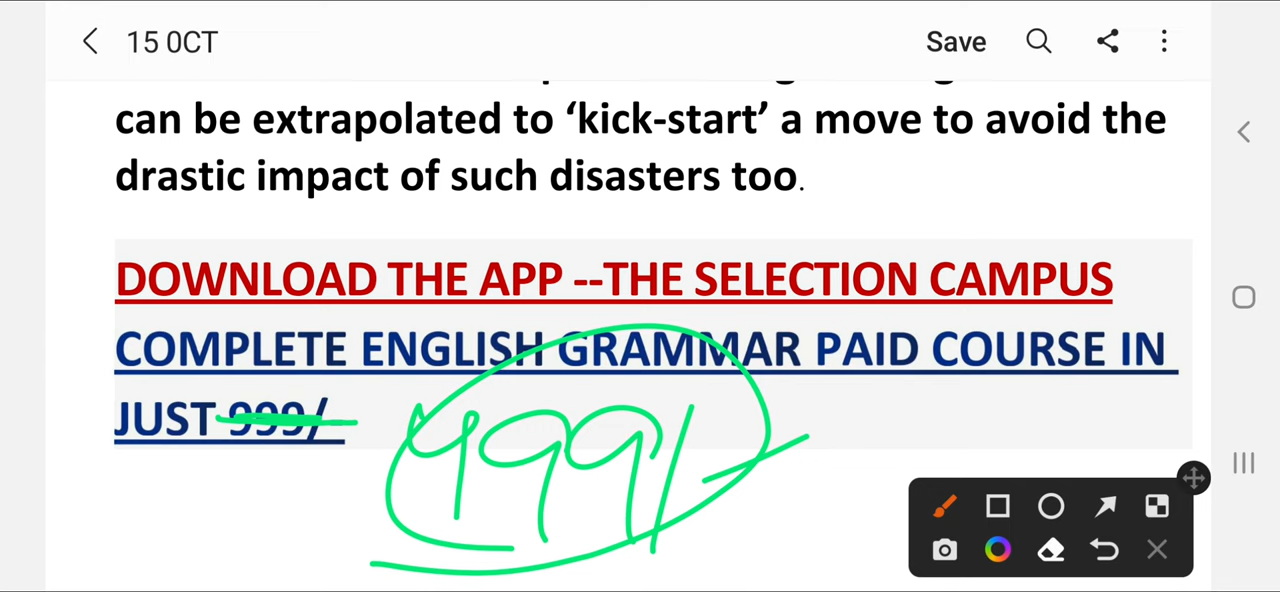 15 OCT
Save
can be extrapolated to ‘kick-start’ a move to avoid the
drastic impact of such disasters too.
DOWNLOAD THE APP --THE SELECTION CAMPUS
COMPLETE ENGLISH GRAMMAR PAID COURSE IN
JUST 999/-
499/-